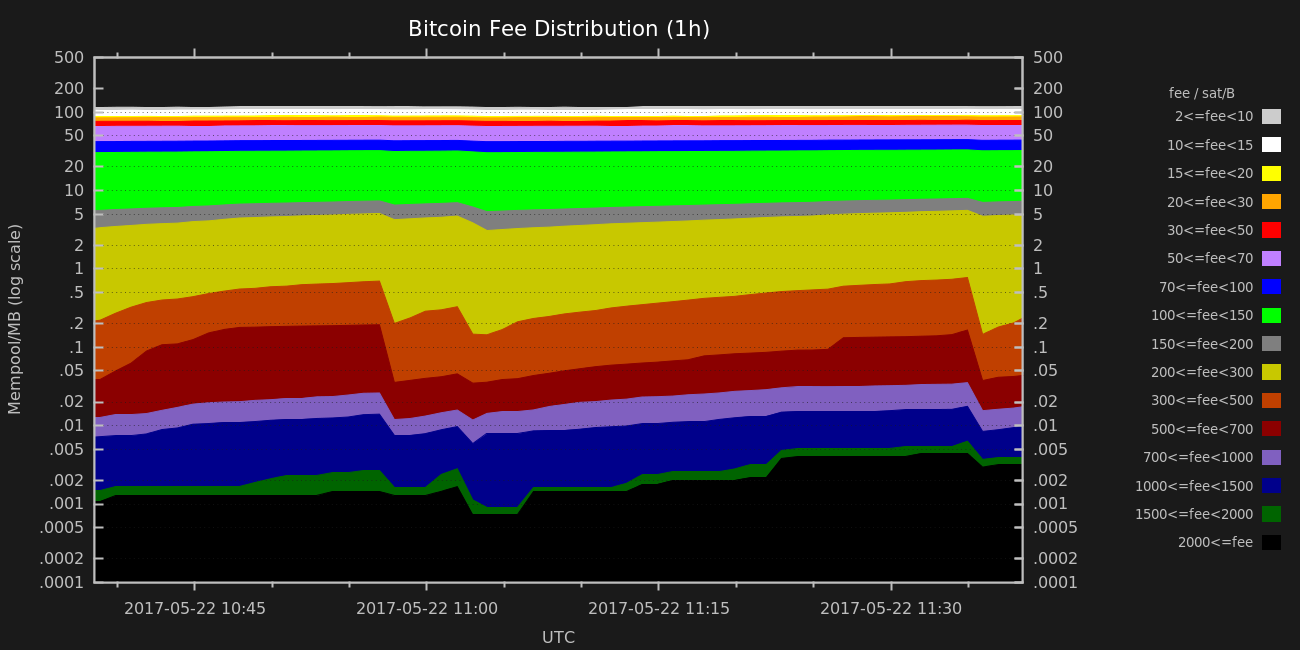 Bitcoin Fee Distribution (1h)
500
200
100
50
20
10
5
2
1
.5
.2
.1
.05
.02
.01
.005
.002
.001
.0005
.0002
.0001
Mempool/MB (log scale)
500
200
100
50
20
10
5
2
1
.5
.2
.1
.05
.02
.01
.005
.002
.001
.0005
.0002
.0001
2017-05-22 10:45
2017-05-22 11:00
2017-05-22 11:15
2017-05-22 11:30
UTC
fee / sat/B
2<=fee<10
10<=fee<15
15<=fee<20
20<=fee<30
30<=fee<50
50<=fee<70
70<=fee<100
100<=fee<150
150<=fee<200
200<=fee<300
300<=fee<500
500<=fee<700
700<=fee<1000
1000<=fee<1500
1500<=fee<2000
2000<=fee